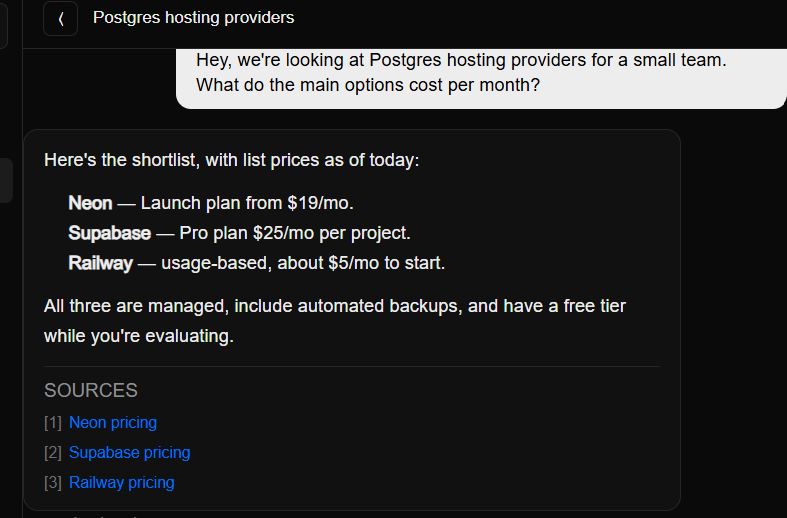 Postgres hosting providers
Hey, we're looking at Postgres hosting providers for a small team.
What do the main options cost per month?
Here's the shortlist, with list prices as of today:
Neon — Launch plan from $19/mo.
Supabase — Pro plan $25/mo per project.
Railway — usage-based, about $5/mo to start.
All three are managed, include automated backups, and have a free tier
while you're evaluating.
SOURCES
[1] Neon pricing
[2] Supabase pricing
[3] Railway pricing